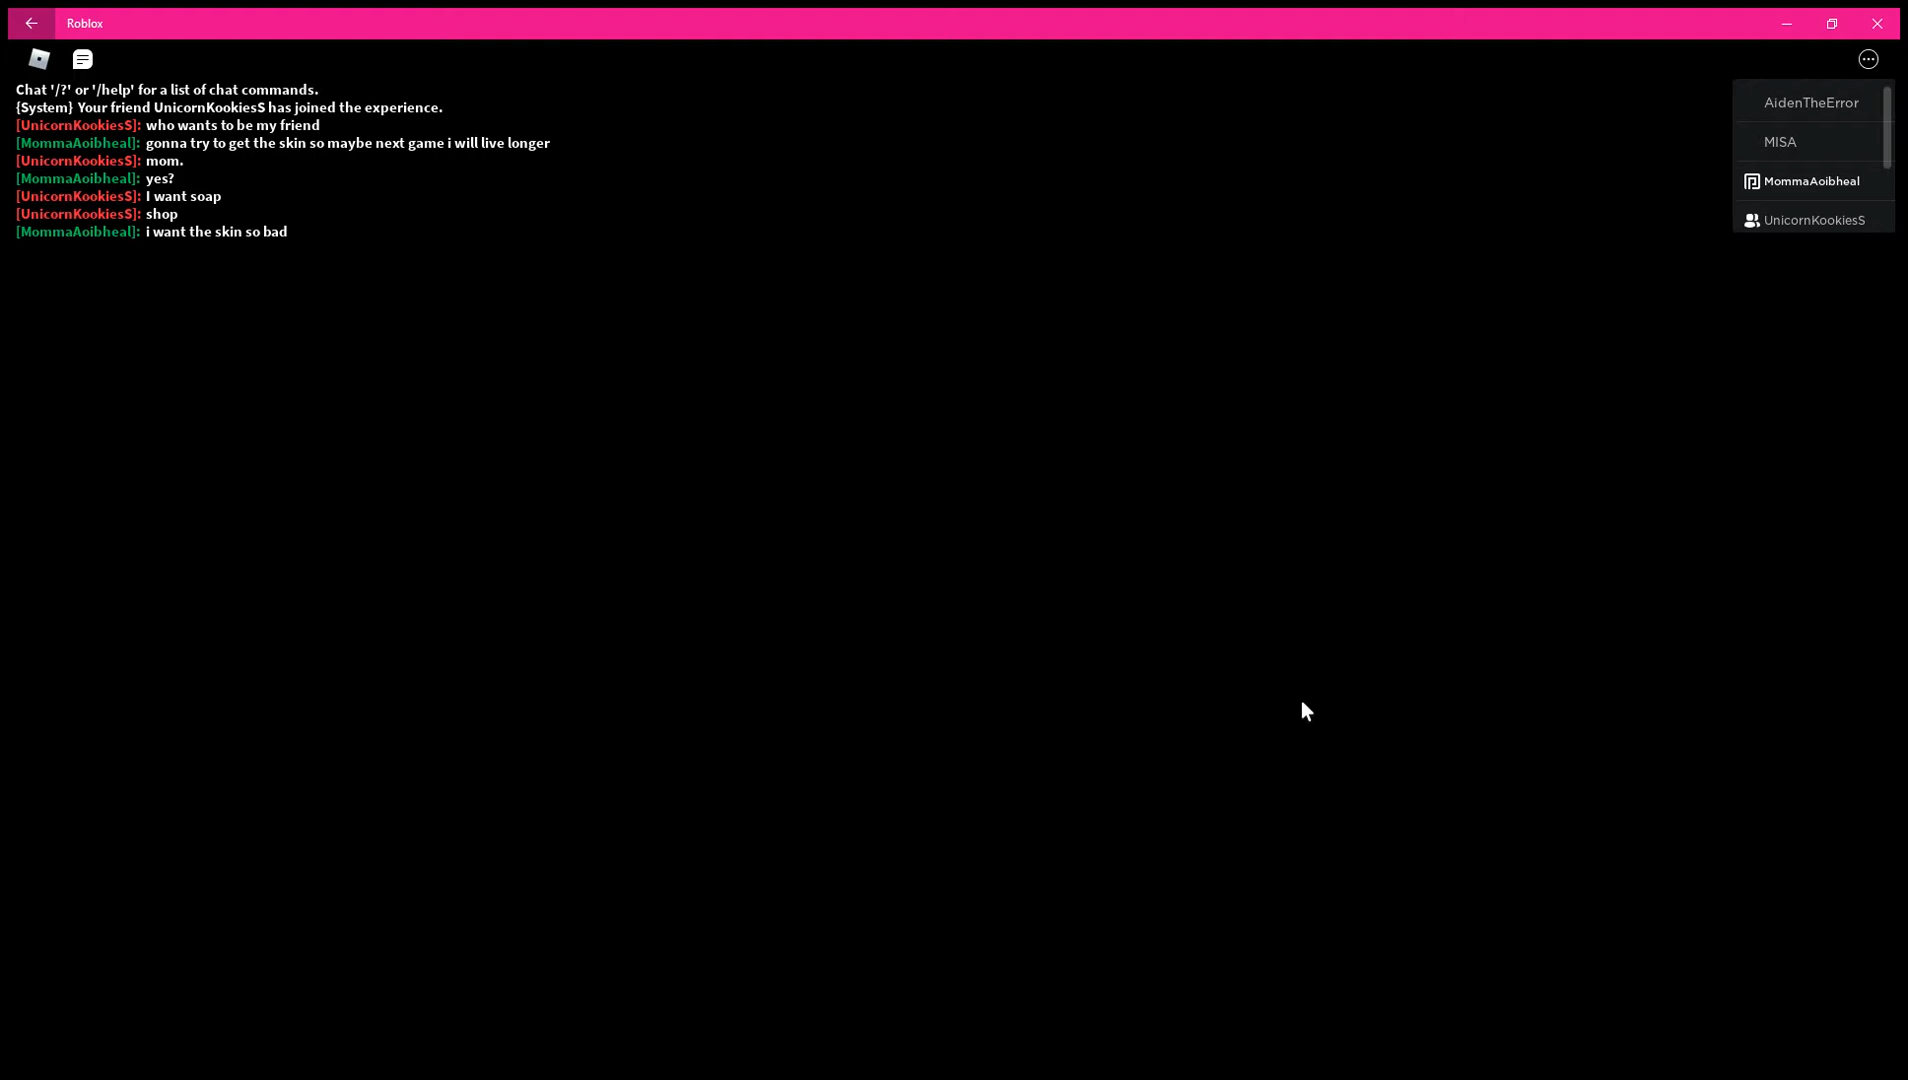 Roblox
Chat '/?' or '/help' for a list of chat commands.
{System} Your friend UnicornKookiesS has joined the experience.
[UnicornKookiesS]: who wants to be my friend
[MommaAoibheal]: gonna try to get the skin so maybe next game i will live longer
[UnicornKookiesS]: mom.
[MommaAoibheal]: yes?
[UnicornKookiesS]: I want soap
[UnicornKookiesS]: shop
[MommaAoibheal]: i want the skin so bad
AidenTheError
MISA
MommaAoibheal
UnicornKookiesS